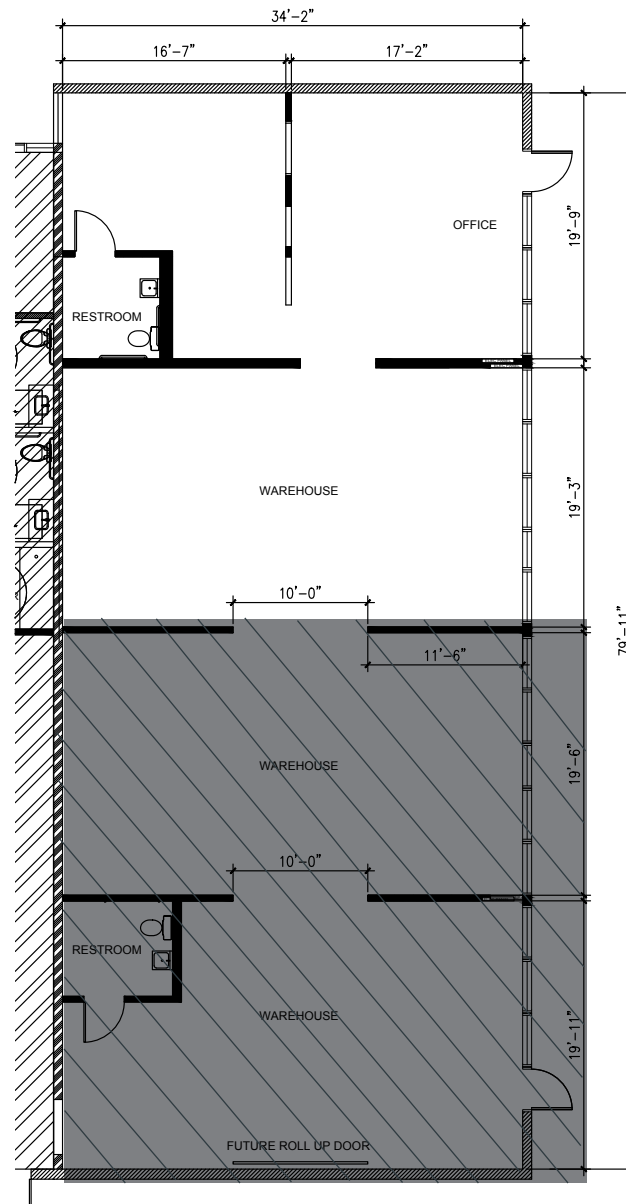 34'-2"
16'-7"
17'-2"
OFFICE
19'-9"
RESTROOM
WAREHOUSE
19'-3"
10'-0"
79'-11"
11'-6"
WAREHOUSE
19'-6"
10'-0"
RESTROOM
WAREHOUSE
19'-11"
FUTURE ROLL UP DOOR